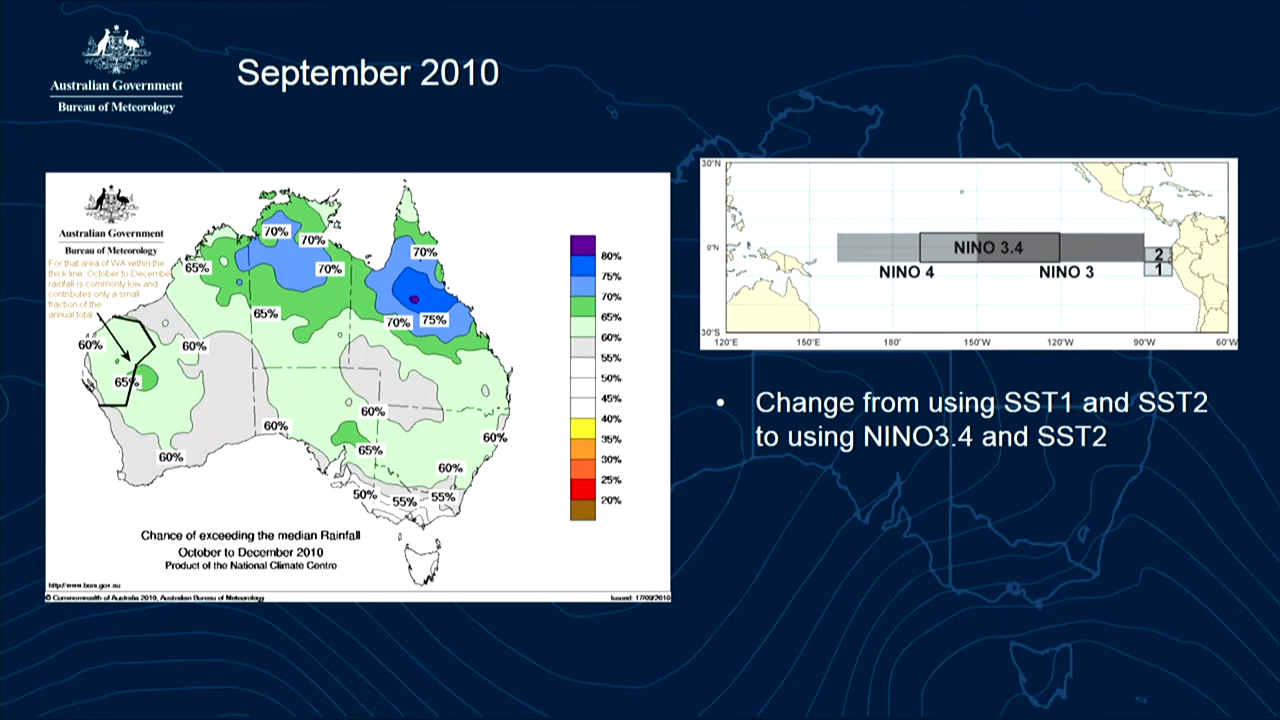 Australian Government
Bureau of Meteorology
September 2010
Australian Government
Bureau of Meteorology
For that area of WA within the
thick line, October to December
rainfall is commonly low and
contributes only a small
fraction of the
annual total
70%
70%
70%
65%
70%
65%
70%
75%
60%
60%
65%
60%
60%
60%
65%
60%
60%
50%
55%
55%
80%
75%
70%
65%
60%
55%
50%
45%
40%
35%
30%
25%
20%
Chance of exceeding the median Rainfall
October to December 2010
Product of the National Climate Centre
http://www.bom.gov.au
© Commonwealth of Australia 2010, Australian Bureau of Meteorology
Issued: 17/09/2010
30°N
0°N
30°S
120°E
150°E
180°
150°W
120°W
90°W
60°W
NINO 3.4
NINO 4
NINO 3
2
1
• Change from using SST1 and SST2
to using NINO3.4 and SST2